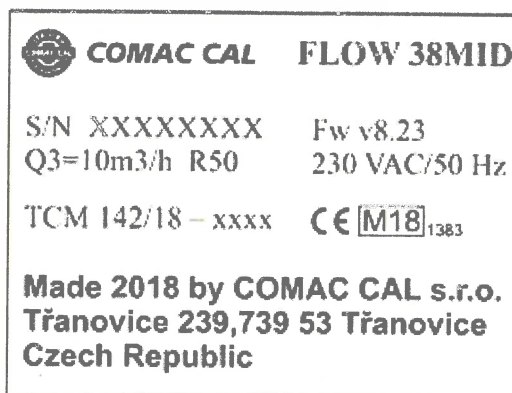 COMAC CAL FLOW 38MID
S/N XXXXXXXX Fw v8.23
Q3=10m3/h R50 230 VAC/50 Hz
TCM 142/18 – xxxx CE M18 1383
Made 2018 by COMAC CAL s.r.o.
Třanovice 239,739 53 Třanovice
Czech Republic